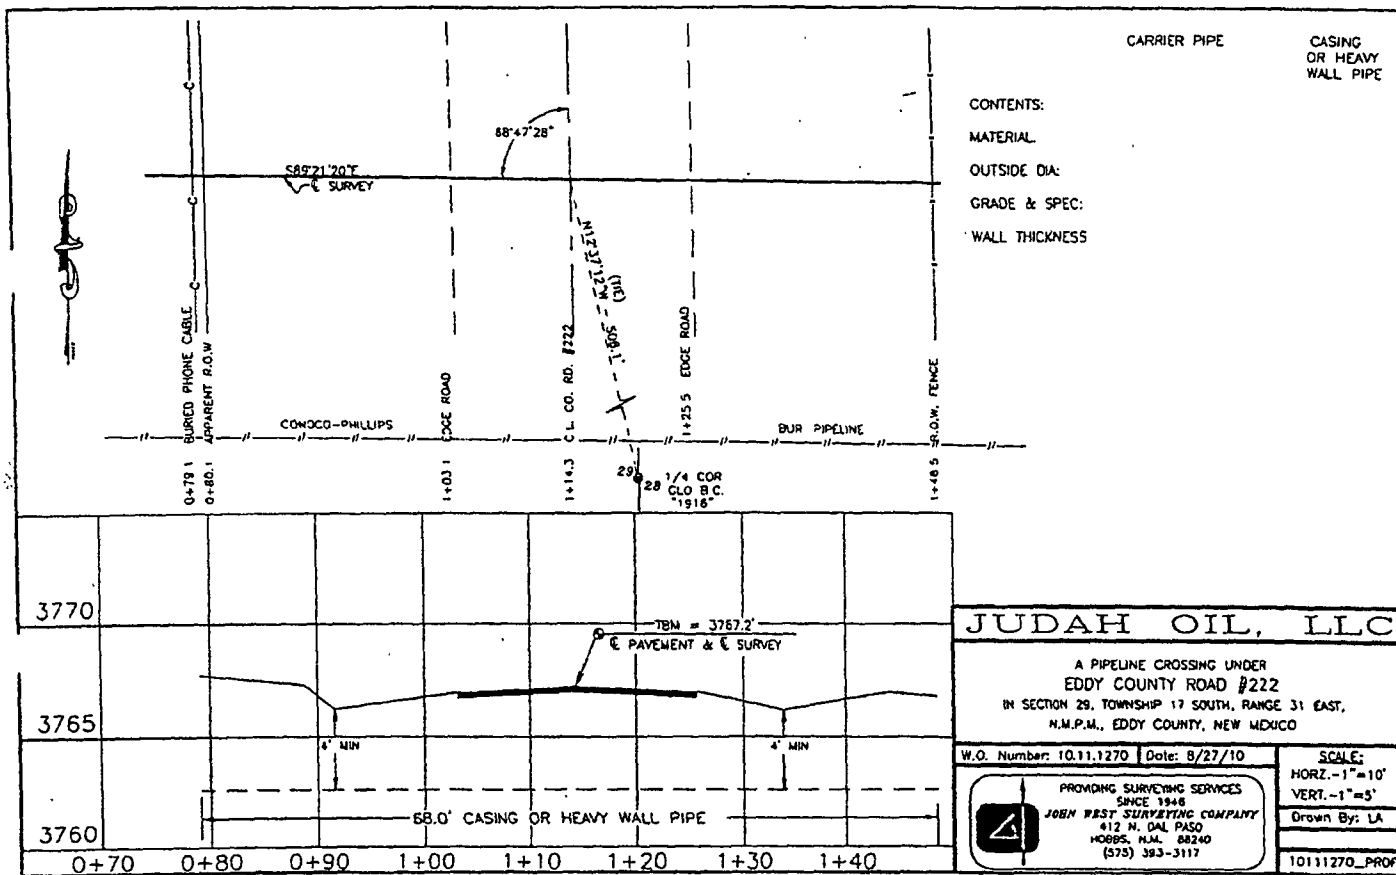 CARRIER PIPE
CASING
OR HEAVY
WALL PIPE
CONTENTS:
MATERIAL
OUTSIDE DIA:
GRADE & SPEC:
WALL THICKNESS
88°47'28"
S89°21'20"E
℄ SURVEY
N17°37'12"W 508.1'
(TIE)
0+79.1 BURIED PHONE CABLE
0+80.1 APPARENT R.O.W
1+03.1 EDGE ROAD
1+14.3 C L. CO. RD. #222
1+25.5 EDGE ROAD
1+48.5 R.O.W. FENCE
CONOCO-PHILLIPS
BUR PIPELINE
29
28
1/4 COR
GLO B.C.
"1916"
3770
3765
3760
TBM = 3767.2'
℄ PAVEMENT & ℄ SURVEY
4' MIN
4' MIN
68.0' CASING OR HEAVY WALL PIPE
0+70 0+80 0+90 1+00 1+10 1+20 1+30 1+40
JUDAH OIL, LLC
A PIPELINE CROSSING UNDER
EDDY COUNTY ROAD #222
IN SECTION 29, TOWNSHIP 17 SOUTH, RANGE 31 EAST,
N.M.P.M., EDDY COUNTY, NEW MEXICO
W.O. Number: 10.11.1270
Date: 8/27/10
SCALE:
HORZ.-1"=10'
VERT.-1"=5'
Drawn By: LA
PROVIDING SURVEYING SERVICES
SINCE 1946
JOHN WEST SURVEYING COMPANY
412 N. DAL PASO
HOBBS, N.M. 88240
(575) 393-3117
10111270_PROF